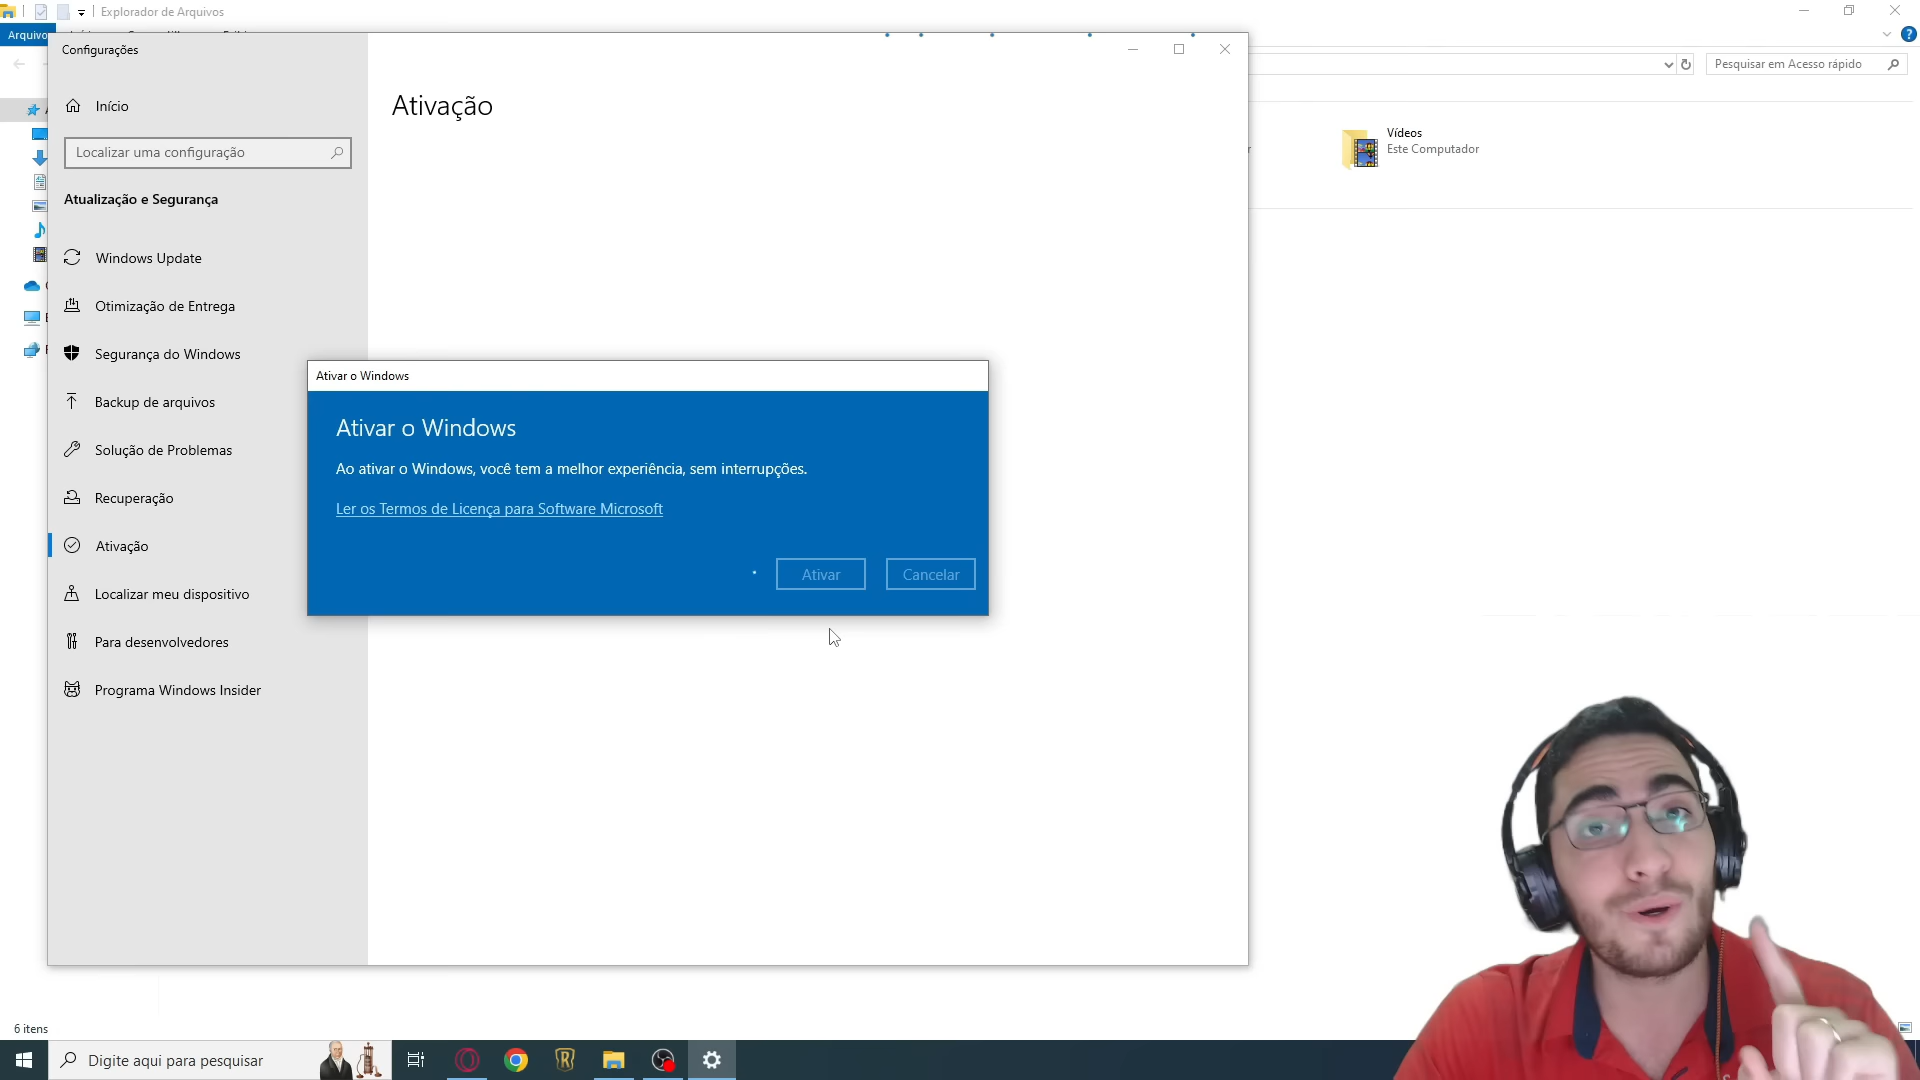 Explorador de Arquivos
Arquivo
Pesquisar em Acesso rápido
Configurações
Início
Localizar uma configuração
Atualização e Segurança
Windows Update
Otimização de Entrega
Segurança do Windows
Backup de arquivos
Solução de Problemas
Recuperação
Ativação
Localizar meu dispositivo
Para desenvolvedores
Programa Windows Insider
Ativação
Ativar o Windows
Ativar o Windows
Ao ativar o Windows, você tem a melhor experiência, sem interrupções.
Ler os Termos de Licença para Software Microsoft
Ativar
Cancelar
Vídeos
Este Computador
6 itens
Digite aqui para pesquisar